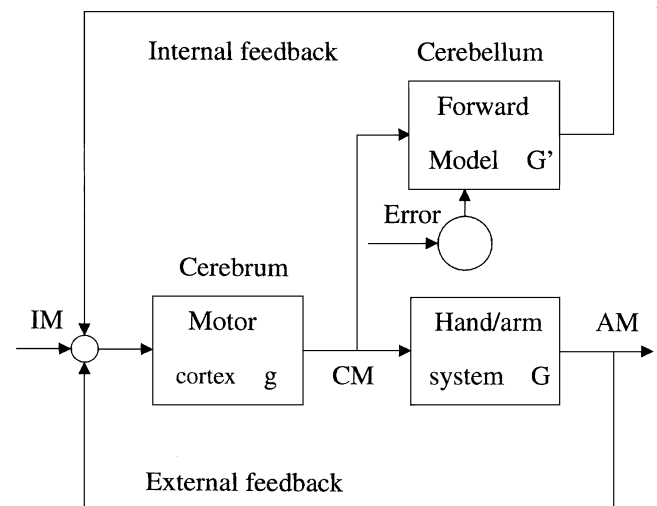 Internal feedback
Cerebellum
Forward
Model G’
Error
Cerebrum
IM
Motor
cortex g
CM
Hand/arm
system G
AM
External feedback